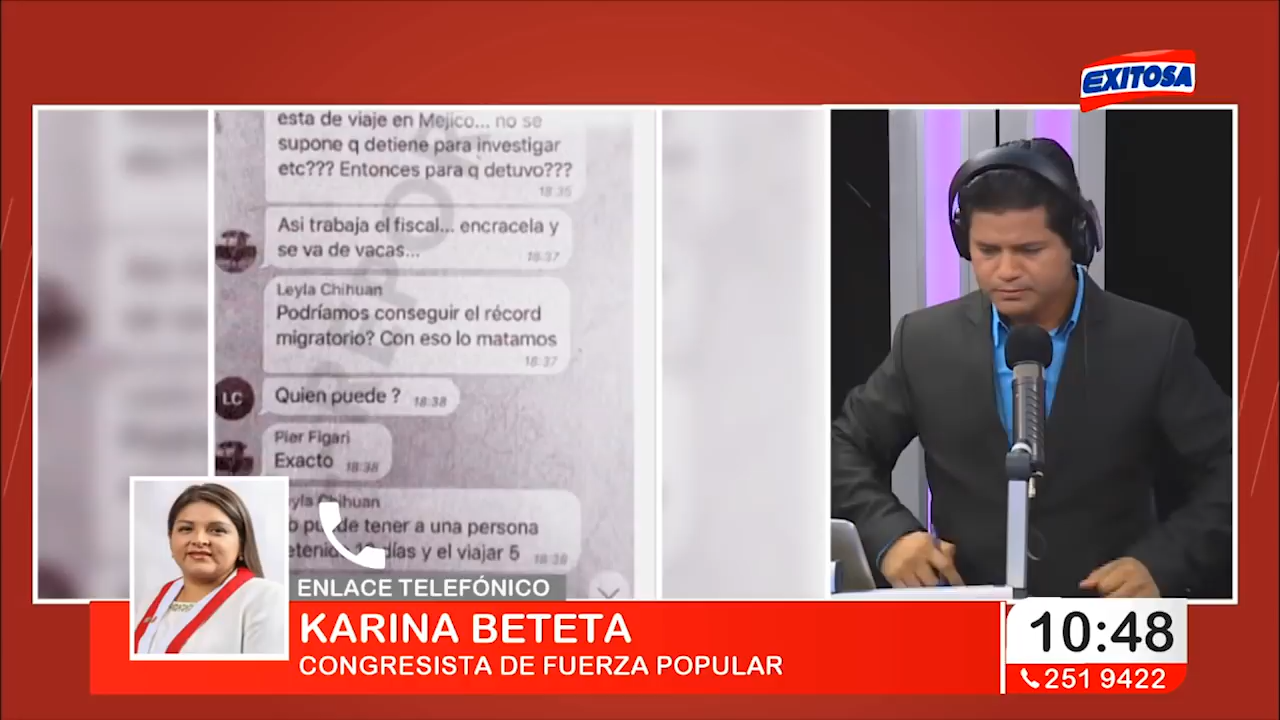 EXITOSA
esta de viaje en Mejico... no se
supone q detiene para investigar
etc??? Entonces para q detuvo???
18:35
Asi trabaja el fiscal... encracela y
se va de vacas...
18:37
Leyla Chihuan
Podríamos conseguir el récord
migratorio? Con eso lo matamos
18:37
LC
Quien puede ?
18:38
Pier Figari
Exacto
18:38
Chihuan
tener a una persona
días y el viajar 5
18:38
ENLACE TELEFÓNICO
KARINA BETETA
CONGRESISTA DE FUERZA POPULAR
10:48
251 9422